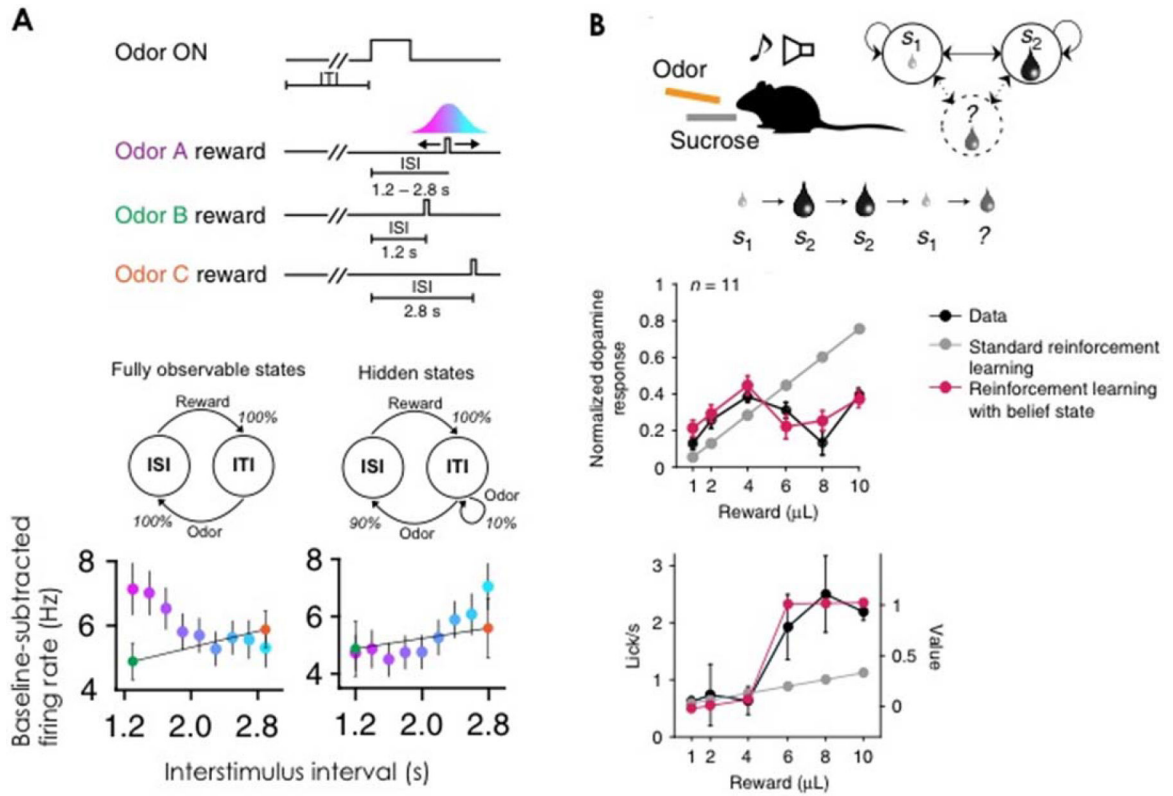 A
Odor ON
ITI
Odor A reward
ISI
1.2 – 2.8 s
Odor B reward
ISI
1.2 s
Odor C reward
ISI
2.8 s
Fully observable states
Reward
100%
ISI
ITI
100%
Odor
Hidden states
Reward
100%
ISI
ITI
Odor
90%
Odor
10%
Baseline-subtracted
firing rate (Hz)
8
6
4
1.2 2.0 2.8
8
6
4
1.2 2.0 2.8
Interstimulus interval (s)
B
Odor
Sucrose
s1
s2
?
s1 s2 s2 s1 ?
Normalized dopamine
response
n = 11
1
0.8
0.6
0.4
0.2
0
1 2 4 6 8 10
Reward (μL)
Data
Standard reinforcement
learning
Reinforcement learning
with belief state
Lick/s
3
2
1
0
1
0.5
0
Value
1 2 4 6 8 10
Reward (μL)